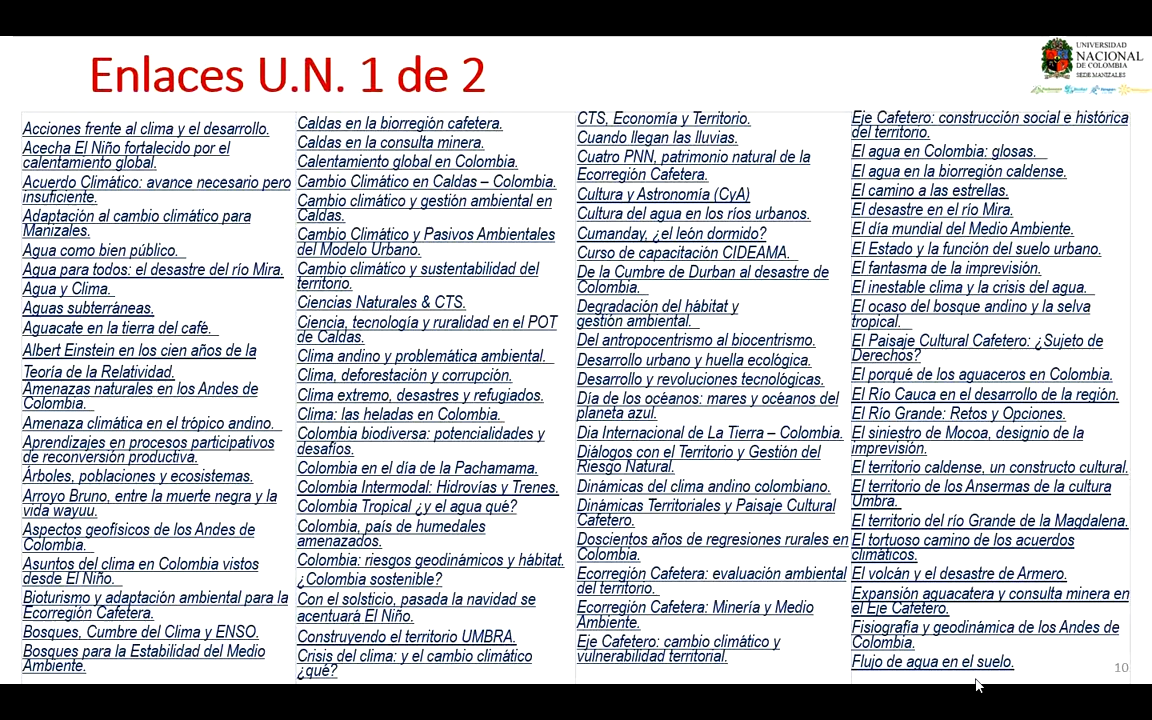 Enlaces U.N. 1 de 2
UNIVERSIDAD
NACIONAL
DE COLOMBIA
SEDE MANIZALES
Acciones frente al clima y el desarrollo.
Acecha El Niño fortalecido por el
calentamiento global.
Acuerdo Climático: avance necesario pero
insuficiente.
Adaptación al cambio climático para
Manizales.
Agua como bien público.
Agua para todos: el desastre del río Mira.
Agua y Clima.
Aguas subterráneas.
Aguacate en la tierra del café.
Albert Einstein en los cien años de la
Teoría de la Relatividad.
Amenazas naturales en los Andes de
Colombia.
Amenaza climática en el trópico andino.
Aprendizajes en procesos participativos
de reconversión productiva.
Árboles, poblaciones y ecosistemas.
Arroyo Bruno, entre la muerte negra y la
vida wayuu.
Aspectos geofísicos de los Andes de
Colombia.
Asuntos del clima en Colombia vistos
desde El Niño.
Bioturismo y adaptación ambiental para la
Ecorregión Cafetera.
Bosques, Cumbre del Clima y ENSO.
Bosques para la Estabilidad del Medio
Ambiente.
Caldas en la biorregión cafetera.
Caldas en la consulta minera.
Calentamiento global en Colombia.
Cambio Climático en Caldas – Colombia.
Cambio climático y gestión ambiental en
Caldas.
Cambio Climático y Pasivos Ambientales
del Modelo Urbano.
Cambio climático y sustentabilidad del
territorio.
Ciencias Naturales & CTS.
Ciencia, tecnología y ruralidad en el POT
de Caldas.
Clima andino y problemática ambiental.
Clima, deforestación y corrupción.
Clima extremo, desastres y refugiados.
Clima: las heladas en Colombia.
Colombia biodiversa: potencialidades y
desafíos.
Colombia en el día de la Pachamama.
Colombia Intermodal: Hidrovías y Trenes.
Colombia Tropical ¿y el agua qué?
Colombia, país de humedales
amenazados.
Colombia: riesgos geodinámicos y hábitat.
¿Colombia sostenible?
Con el solsticio, pasada la navidad se
acentuará El Niño.
Construyendo el territorio UMBRA.
Crisis del clima: y el cambio climático
¿qué?
CTS, Economía y Territorio.
Cuando llegan las lluvias.
Cuatro PNN, patrimonio natural de la
Ecorregión Cafetera.
Cultura y Astronomía (CyA)
Cultura del agua en los ríos urbanos.
Cumanday, ¿el león dormido?
Curso de capacitación CIDEAMA.
De la Cumbre de Durban al desastre de
Colombia.
Degradación del hábitat y
gestión ambiental.
Del antropocentrismo al biocentrismo.
Desarrollo urbano y huella ecológica.
Desarrollo y revoluciones tecnológicas.
Día de los océanos: mares y océanos del
planeta azul.
Dia Internacional de La Tierra – Colombia.
Diálogos con el Territorio y Gestión del
Riesgo Natural.
Dinámicas del clima andino colombiano.
Dinámicas Territoriales y Paisaje Cultural
Cafetero.
Doscientos años de regresiones rurales en
Colombia.
Ecorregión Cafetera: evaluación ambiental
del territorio.
Ecorregión Cafetera: Minería y Medio
Ambiente.
Eje Cafetero: cambio climático y
vulnerabilidad territorial.
Eje Cafetero: construcción social e histórica
del territorio.
El agua en Colombia: glosas.
El agua en la biorregión caldense.
El camino a las estrellas.
El desastre en el río Mira.
El día mundial del Medio Ambiente.
El Estado y la función del suelo urbano.
El fantasma de la imprevisión.
El inestable clima y la crisis del agua.
El ocaso del bosque andino y la selva
tropical.
El Paisaje Cultural Cafetero: ¿Sujeto de
Derechos?
El porqué de los aguaceros en Colombia.
El Río Cauca en el desarrollo de la región.
El Río Grande: Retos y Opciones.
El siniestro de Mocoa, designio de la
imprevisión.
El territorio caldense, un constructo cultural.
El territorio de los Ansermas de la cultura
Umbra.
El territorio del río Grande de la Magdalena.
El tortuoso camino de los acuerdos
climáticos.
El volcán y el desastre de Armero.
Expansión aguacatera y consulta minera en
el Eje Cafetero.
Fisiografía y geodinámica de los Andes de
Colombia.
Flujo de agua en el suelo.
10